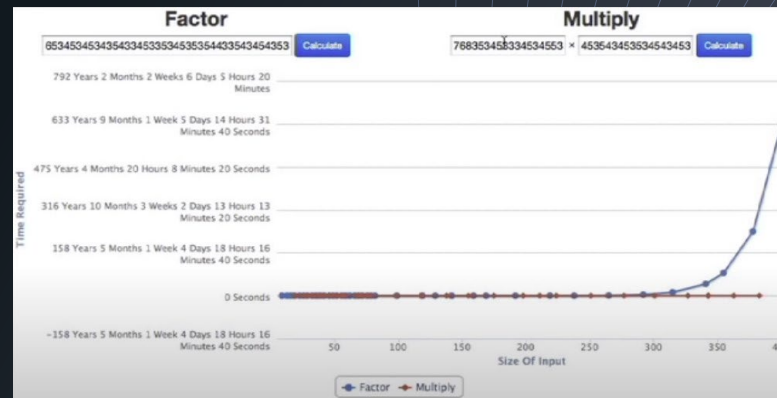 Factor
Multiply
65345345343543345335345353544335435454353
Calculate
768353453334534553 × 453543453534543453
Calculate
792 Years 2 Months 2 Weeks 6 Days 5 Hours 20
Minutes
633 Years 9 Months 1 Week 5 Days 14 Hours 31
Minutes 40 Seconds
475 Years 4 Months 20 Hours 8 Minutes 20 Seconds
316 Years 10 Months 3 Weeks 2 Days 13 Hours 13
Minutes 20 Seconds
158 Years 5 Months 1 Week 4 Days 18 Hours 16
Minutes 40 Seconds
0 Seconds
-158 Years 5 Months 1 Week 4 Days 18 Hours 16
Minutes 40 Seconds
Time Required
50 100 150 200 250 300 350
Size Of Input
Factor Multiply